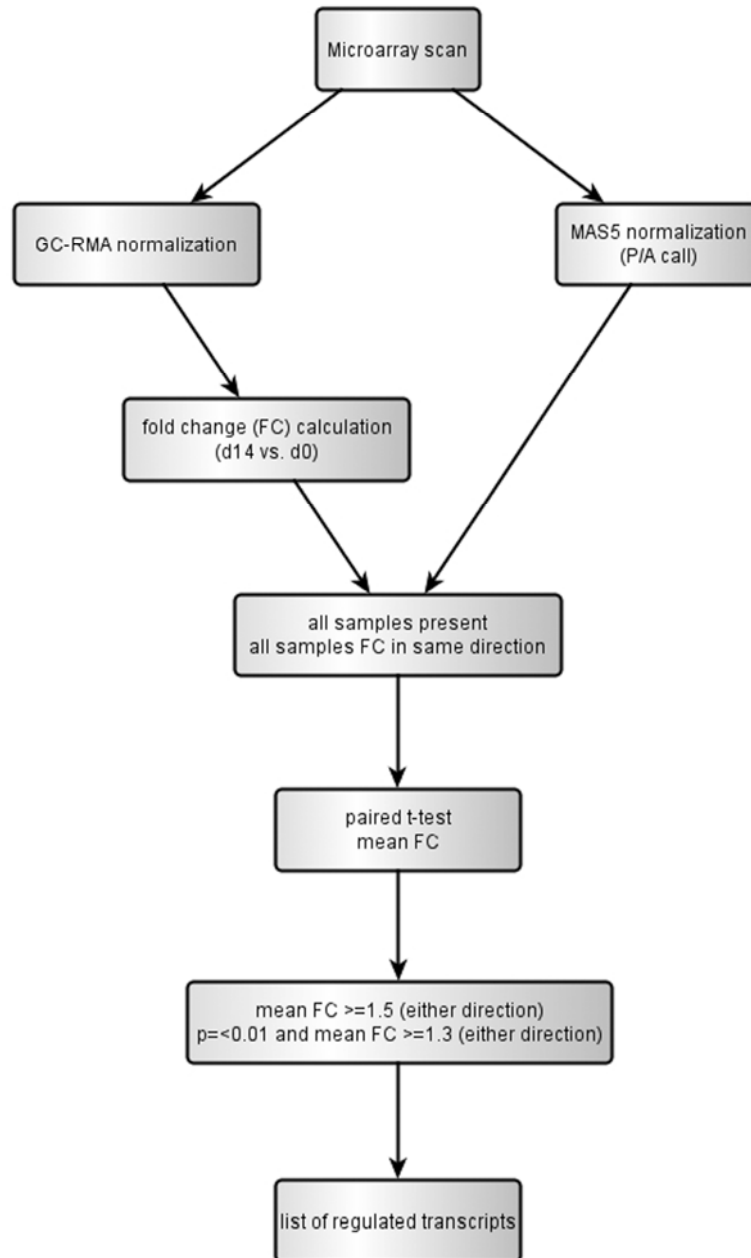 Microarray scan
GC-RMA normalization
MAS5 normalization
(P/A call)
fold change (FC) calculation
(d14 vs. d0)
all samples present
all samples FC in same direction
paired t-test
mean FC
mean FC >=1.5 (either direction)
p=<0.01 and mean FC >=1.3 (either direction)
list of regulated transcripts